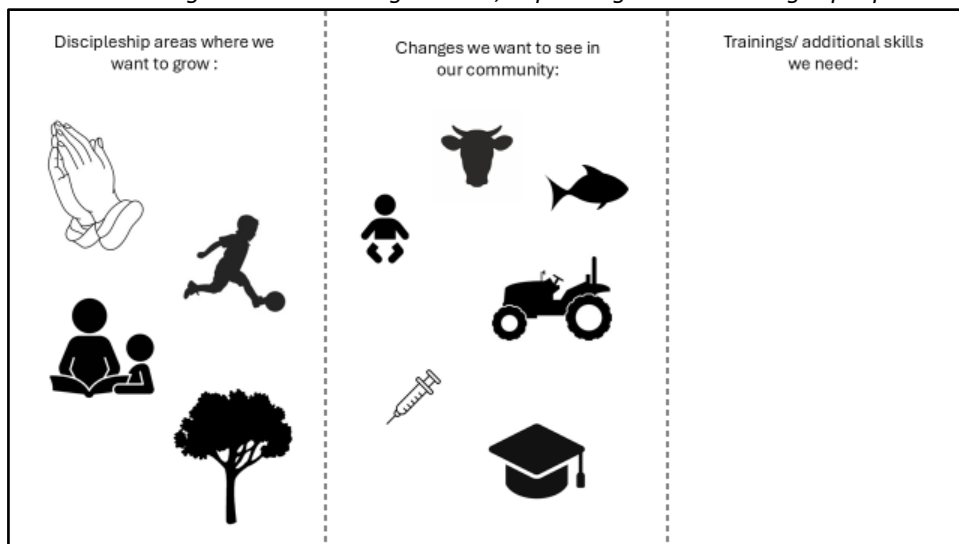 Discipleship areas where we
want to grow :
Changes we want to see in
our community:
Trainings/ additional skills
we need: